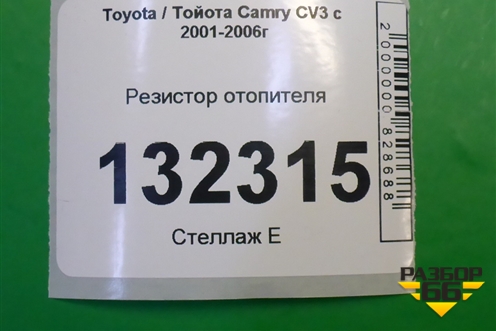 Toyota / Тойота Camry CV3 с
2001-2006г
Резистор отопителя
132315
Стеллаж Е
2000000828688
РАЗБОР
66